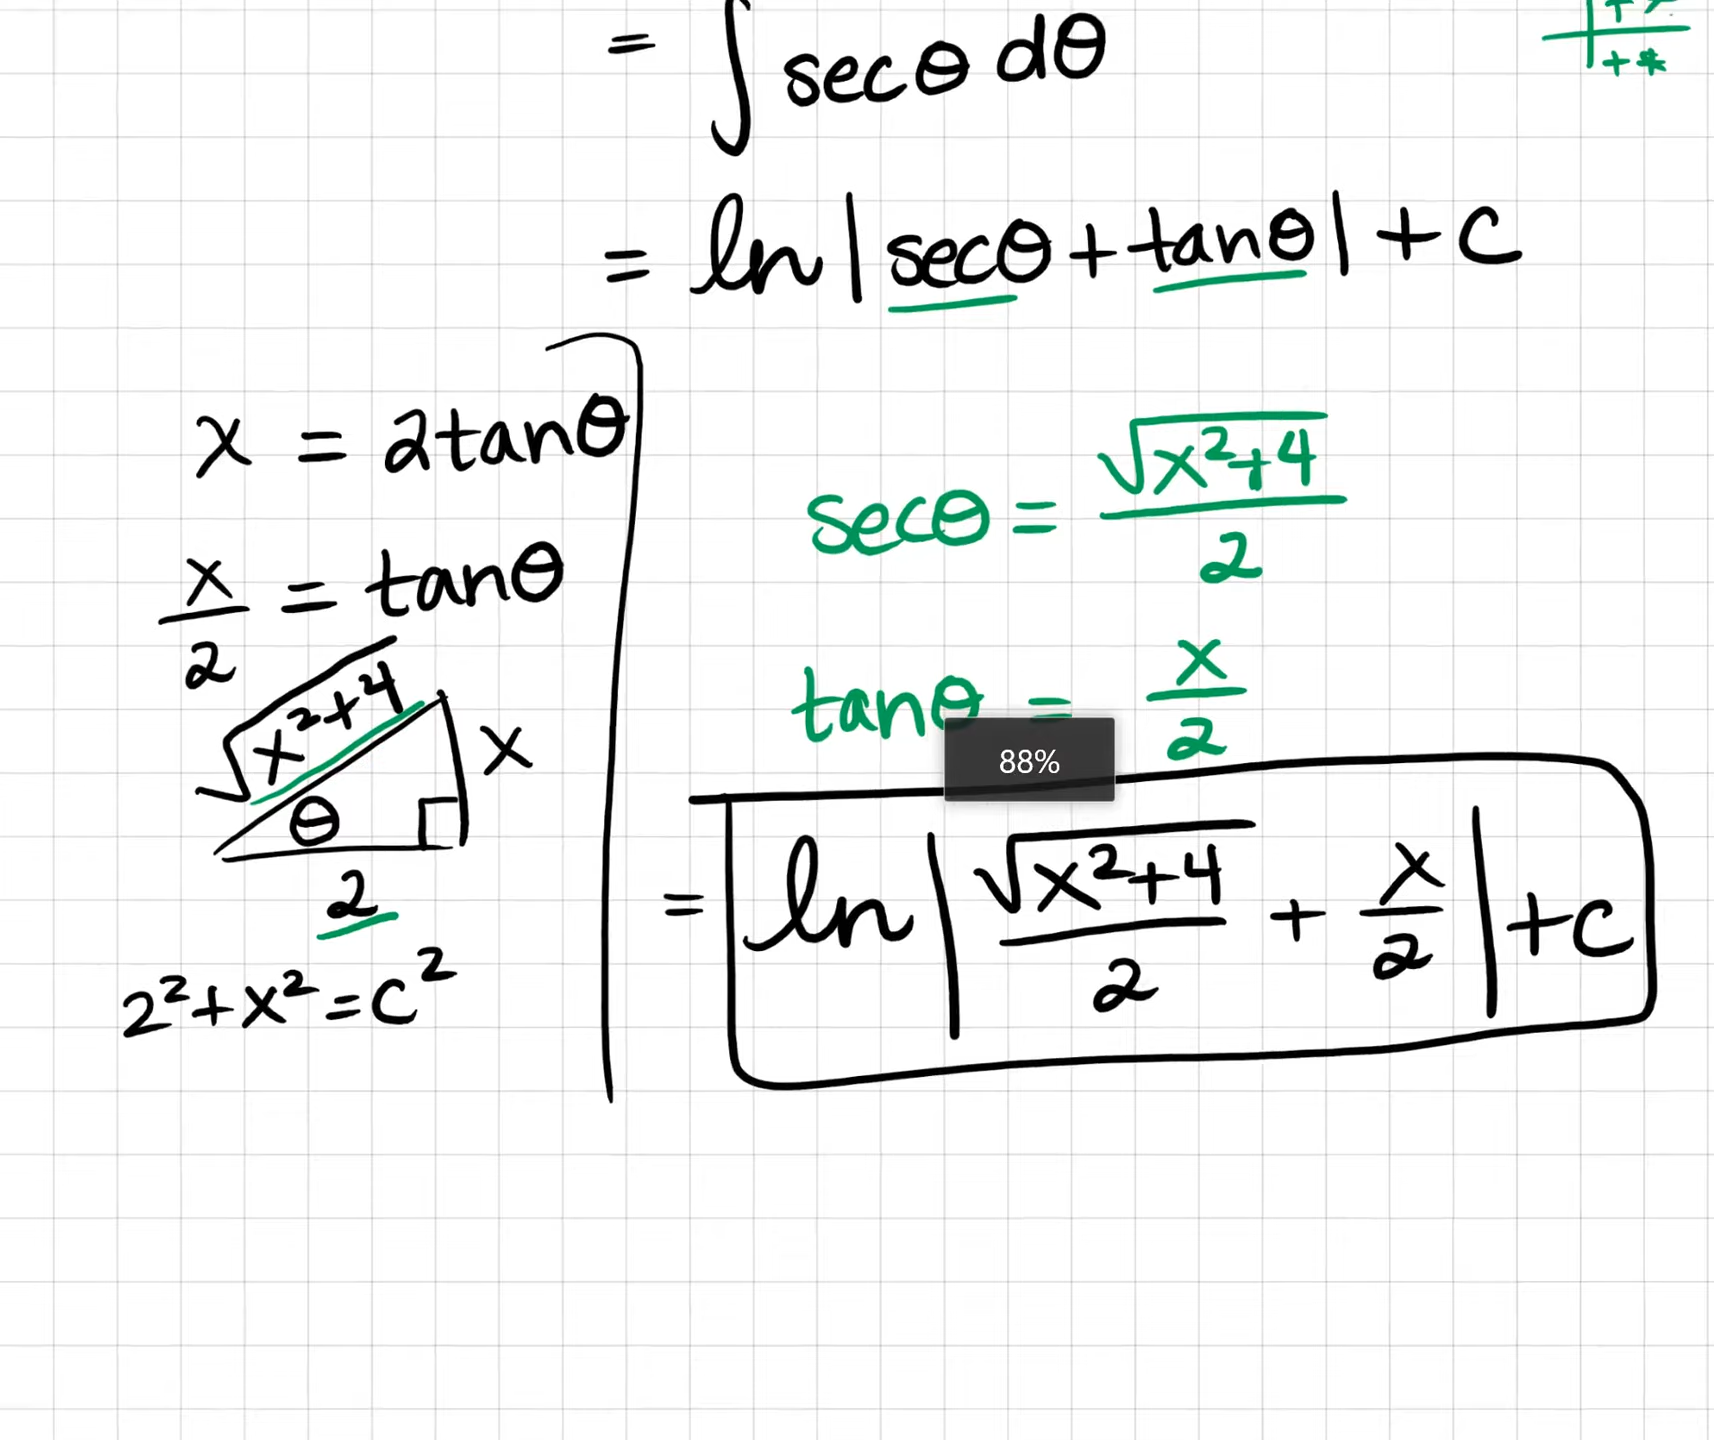 = ∫ secθ dθ
= ln|secθ + tanθ| + C
x = 2tanθ
x/2 = tanθ
√x²+4
x
θ
2
2² + x² = c²
secθ = √x²+4 / 2
tanθ = x/2
88%
= ln|√x²+4 / 2 + x/2| + C